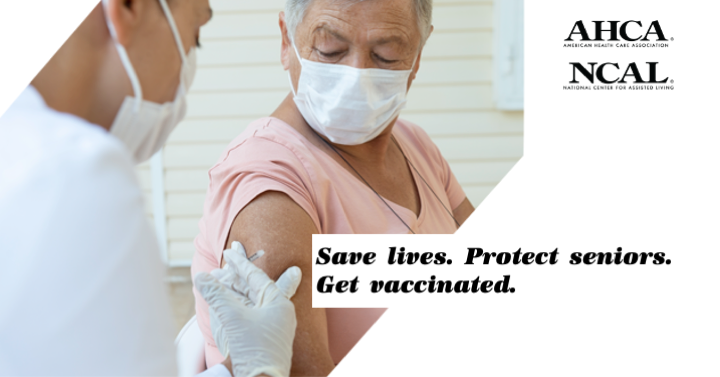 AHCA®
AMERICAN HEALTH CARE ASSOCIATION
NCAL®
NATIONAL CENTER FOR ASSISTED LIVING
Save lives. Protect seniors.
Get vaccinated.